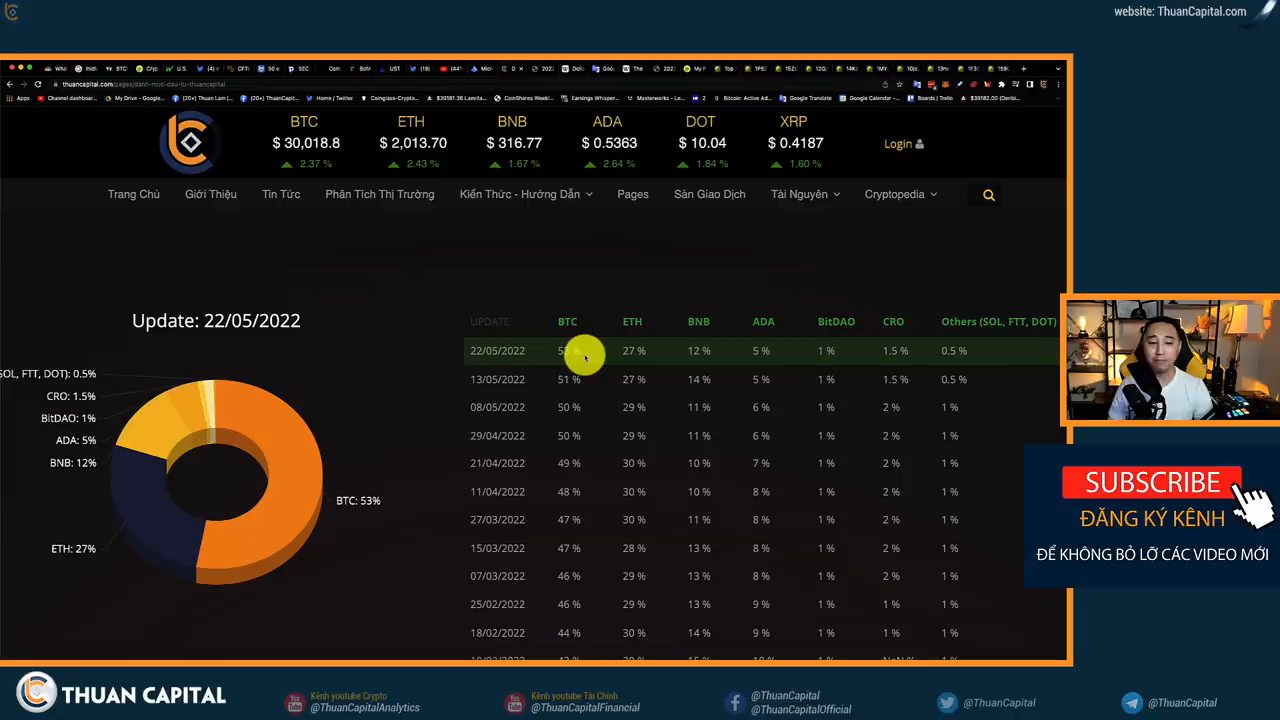 website: ThuanCapital.com
thuancapital.com/pages/danh-muc-dau-tu-thuancapital
BTC ETH BNB ADA DOT XRP
$ 30,018.8 $ 2,013.70 $ 316.77 $ 0.5363 $ 10.04 $ 0.4187
2.37 % 2.43 % 1.67 % 2.64 % 1.84 % 1.60 %
Login
Trang Chủ Giới Thiệu Tin Tức Phân Tích Thị Trường Kiến Thức - Hướng Dẫn Pages Sàn Giao Dịch Tài Nguyên Cryptopedia
Update: 22/05/2022
SOL, FTT, DOT): 0.5%
CRO: 1.5%
BitDAO: 1%
ADA: 5%
BNB: 12%
ETH: 27%
BTC: 53%
UPDATE BTC ETH BNB ADA BitDAO CRO Others (SOL, FTT, DOT)
22/05/2022 53 % 27 % 12 % 5 % 1 % 1.5 % 0.5 %
13/05/2022 51 % 27 % 14 % 5 % 1 % 1.5 % 0.5 %
08/05/2022 50 % 29 % 11 % 6 % 1 % 2 % 1 %
29/04/2022 50 % 29 % 11 % 6 % 1 % 2 % 1 %
21/04/2022 49 % 30 % 10 % 7 % 1 % 2 % 1 %
11/04/2022 48 % 30 % 10 % 8 % 1 % 2 % 1 %
27/03/2022 47 % 30 % 11 % 8 % 1 % 2 % 1 %
15/03/2022 47 % 28 % 13 % 8 % 1 % 2 % 1 %
07/03/2022 46 % 29 % 13 % 8 % 1 % 2 % 1 %
25/02/2022 46 % 29 % 13 % 9 % 1 % 1 % 1 %
18/02/2022 44 % 30 % 14 % 9 % 1 % 1 % 1 %
SUBSCRIBE
ĐĂNG KÝ KÊNH
ĐỂ KHÔNG BỎ LỠ CÁC VIDEO MỚI
THUAN CAPITAL
Kênh youtube Crypto
@ThuanCapitalAnalytics
Kênh youtube Tài Chính
@ThuanCapitalFinancial
@ThuanCapital
@ThuanCapitalOfficial
@ThuanCapital
@ThuanCapital